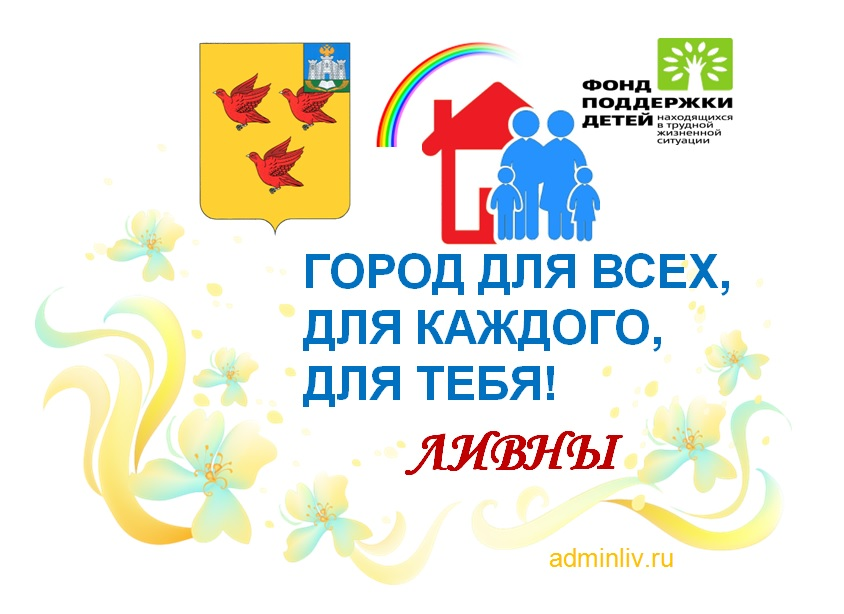 ФОНД
ПОДДЕРЖКИ
ДЕТЕЙ находящихся
в трудной
жизненной
ситуации
ГОРОД ДЛЯ ВСЕХ,
ДЛЯ КАЖДОГО,
ДЛЯ ТЕБЯ!
ЛИВНЫ
adminliv.ru